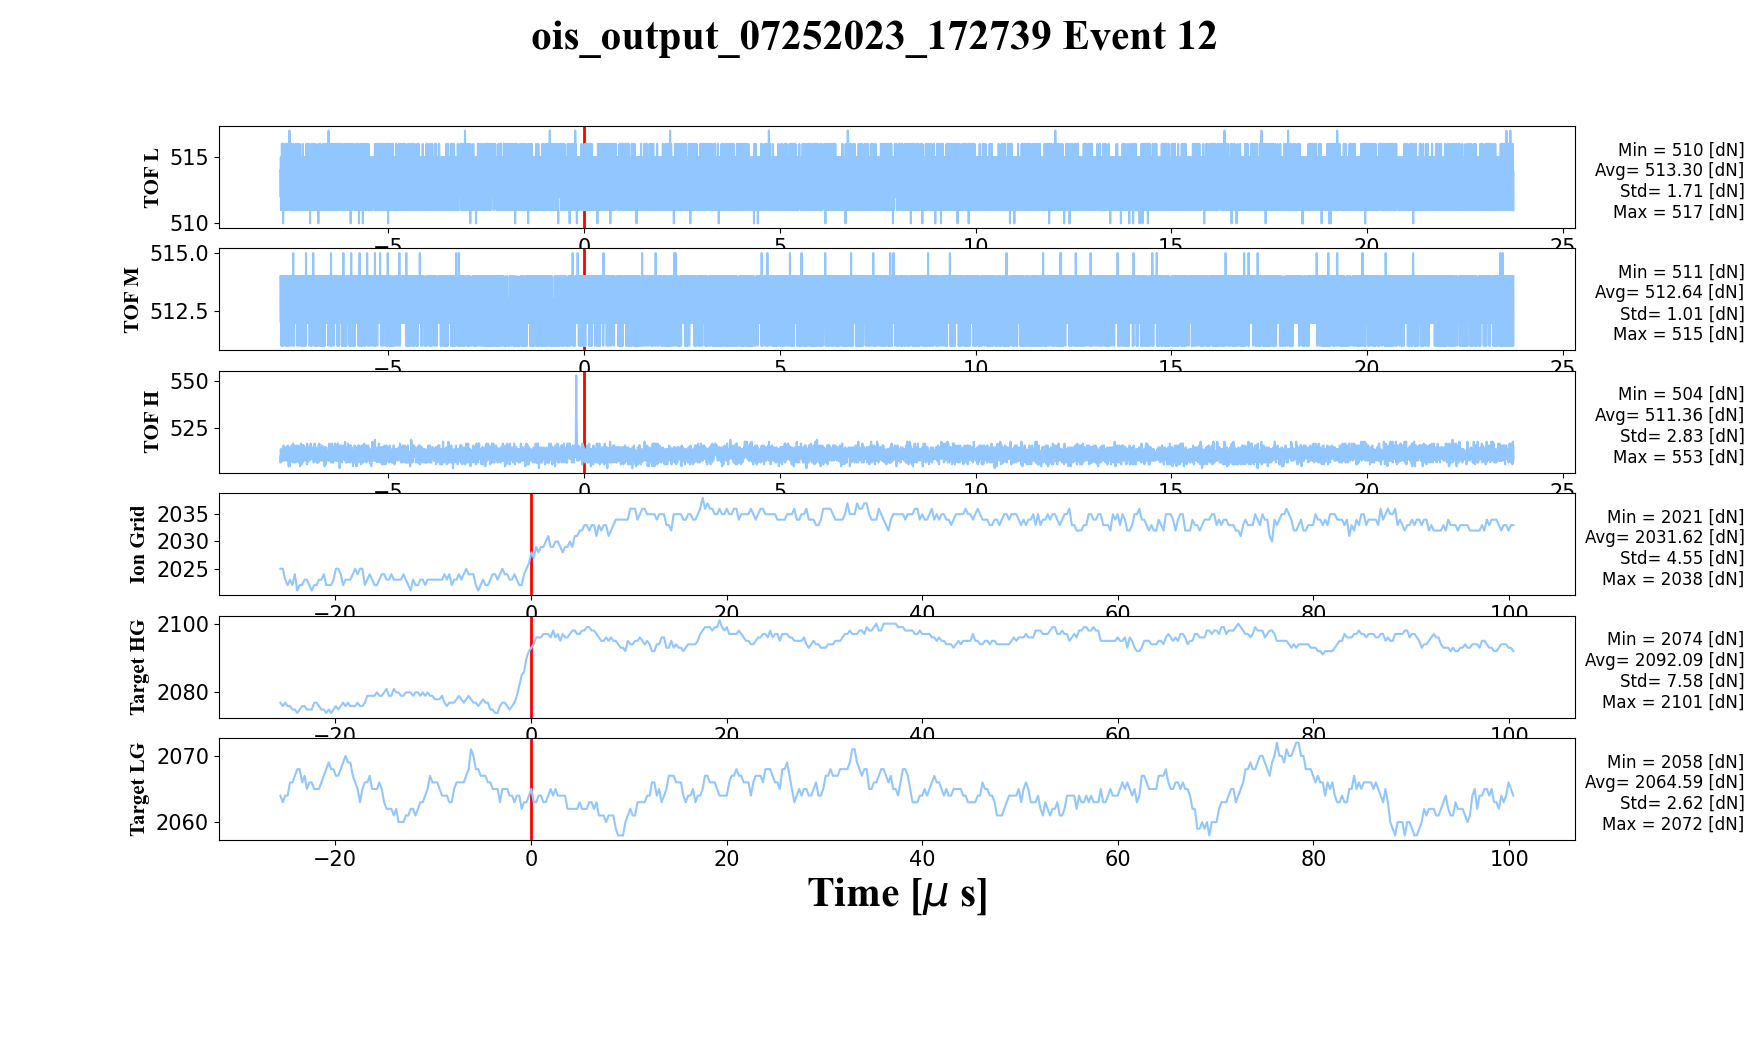 ois_output_07252023_172739 Event 12
TOF L
515
510
Min = 510 [dN]
Avg= 513.30 [dN]
Std= 1.71 [dN]
Max = 517 [dN]
−5 0 5 10 15 20 25
TOF M
515.0
512.5
Min = 511 [dN]
Avg= 512.64 [dN]
Std= 1.01 [dN]
Max = 515 [dN]
−5 0 5 10 15 20 25
TOF H
550
525
Min = 504 [dN]
Avg= 511.36 [dN]
Std= 2.83 [dN]
Max = 553 [dN]
−5 0 5 10 15 20 25
Ion Grid
2035
2030
2025
Min = 2021 [dN]
Avg= 2031.62 [dN]
Std= 4.55 [dN]
Max = 2038 [dN]
−20 0 20 40 60 80 100
Target HG
2100
2080
Min = 2074 [dN]
Avg= 2092.09 [dN]
Std= 7.58 [dN]
Max = 2101 [dN]
−20 0 20 40 60 80 100
Target LG
2070
2060
Min = 2058 [dN]
Avg= 2064.59 [dN]
Std= 2.62 [dN]
Max = 2072 [dN]
−20 0 20 40 60 80 100
Time [μ s]